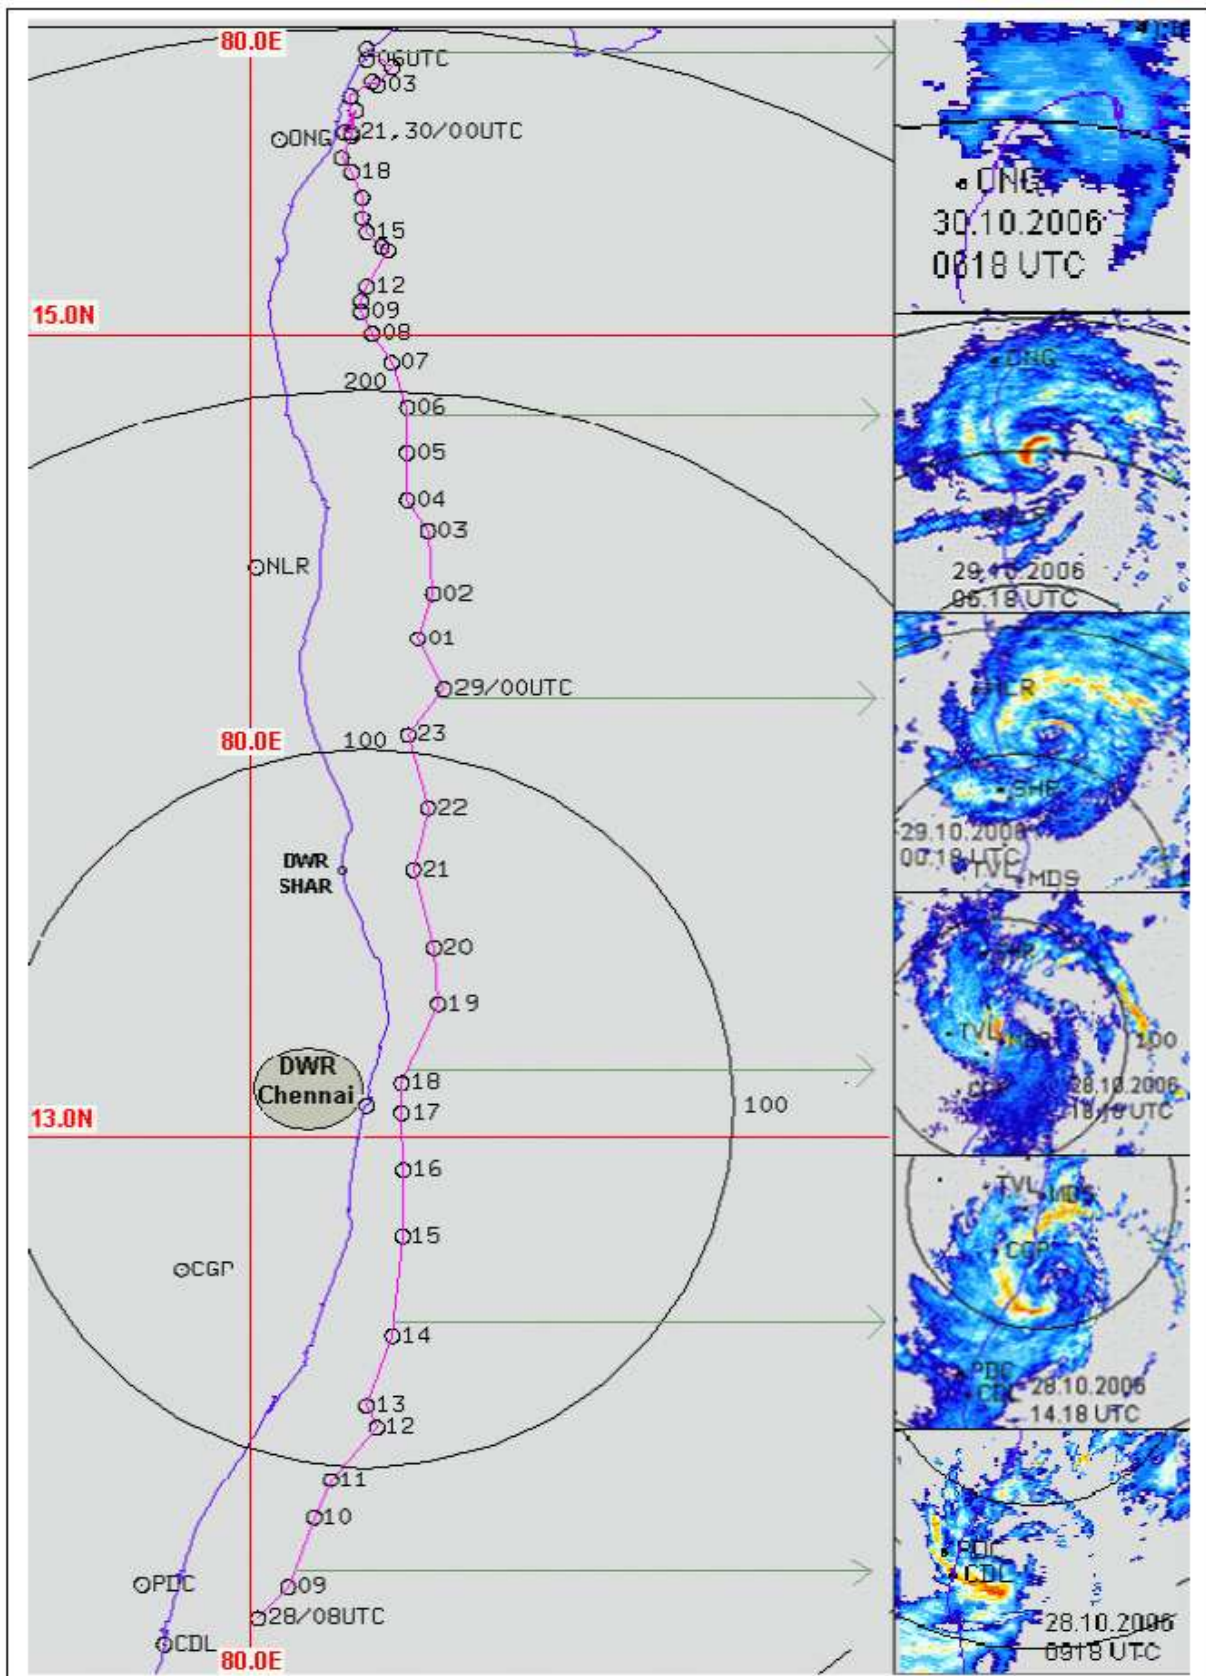 80.0E
06UTC
03
ONG
21,30/00UTC
18
15
12
09
15.0N
08
07
200
06
05
04
03
NLR
02
01
29/00UTC
80.0E
100
23
22
DWR
SHAR
21
20
19
DWR
Chennai
18
17
100
13.0N
16
15
CGP
14
13
12
11
10
PDC
09
28/08UTC
CDL
80.0E
ONG
30.10.2006
0618 UTC
ONG
NLR
29.10.2006
06.18 UTC
NLR
SHR
29.10.2006
00.18 UTC
TVL
MDS
SHR
TVL
MDS
100
28.10.2006
18.18 UTC
TVL
MDS
CGP
PDC
CDL
28.10.2006
14.18 UTC
PDC
CDL
28.10.2006
0918 UTC